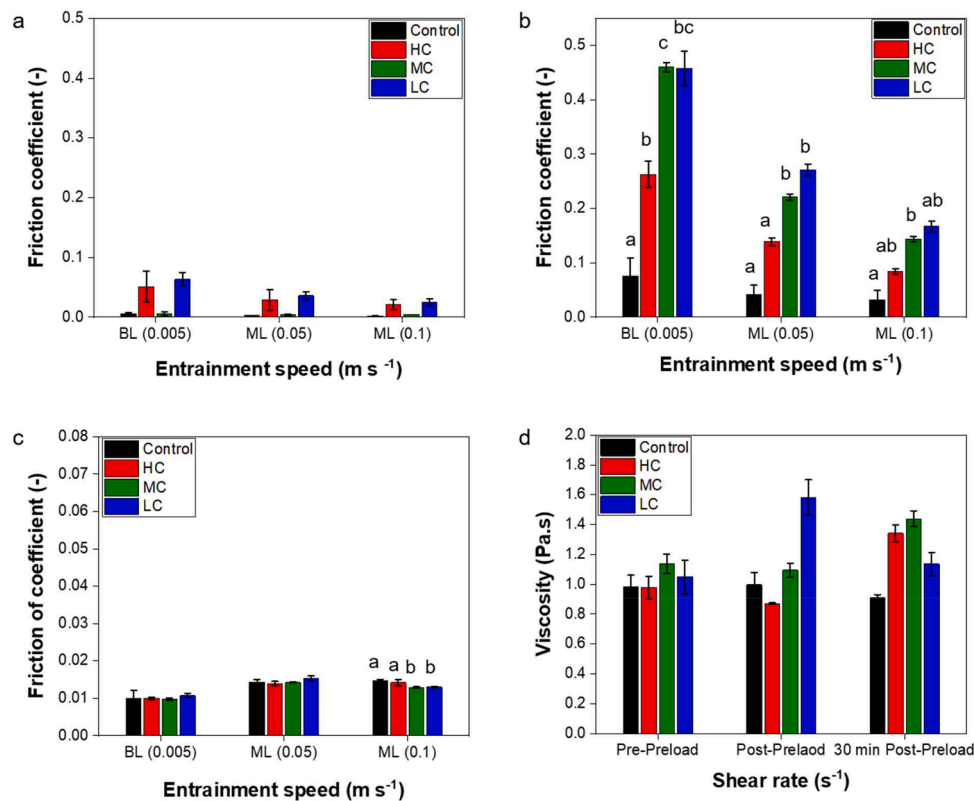 a
0.5
0.4
0.3
0.2
0.1
0.0
Friction coefficient (-)
Control
HC
MC
LC
BL (0.005) ML (0.05) ML (0.1)
Entrainment speed (m s ⁻¹)
b
0.5
0.4
0.3
0.2
0.1
0.0
Friction coefficient (-)
Control
HC
MC
LC
a b c bc
a a b b
a ab b ab
BL (0.005) ML (0.05) ML (0.1)
Entrainment speed (m s⁻¹)
c
0.08
0.07
0.06
0.05
0.04
0.03
0.02
0.01
0.00
Friction of coefficient (-)
Control
HC
MC
LC
a a b b
BL (0.005) ML (0.05) ML (0.1)
Entrainment speed (m s⁻¹)
d
2.0
1.8
1.6
1.4
1.2
1.0
0.8
0.6
0.4
0.2
0.0
Viscosity (Pa.s)
Control
HC
MC
LC
Pre-Preload Post-Prelaod 30 min Post-Preload
Shear rate (s⁻¹)